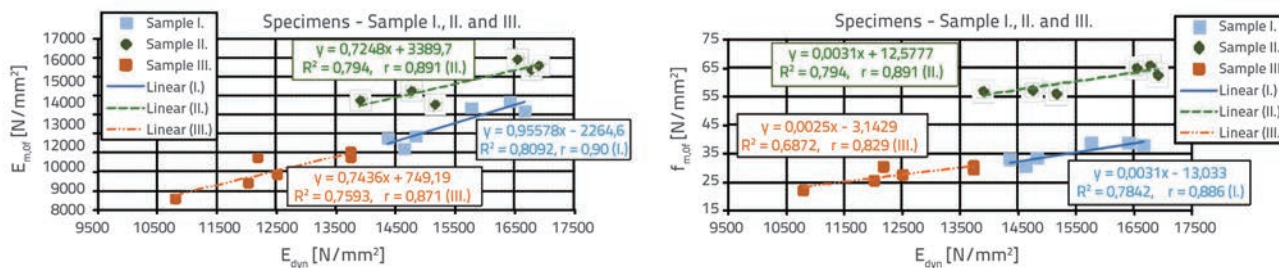 Specimens - Sample I., II. and III.
Sample I.
Sample II.
Sample III.
Linear (I.)
Linear (II.)
Linear (III.)
y = 0,7248x + 3389,7
R² = 0,794, r = 0,891 (II.)
y = 0,95578x - 2264,6
R² = 0,8092, r = 0,90 (I.)
y = 0,7436x + 749,19
R² = 0,7593, r = 0,871 (III.)
E m,0f [N/mm²]
17000
16000
15000
14000
13000
12000
11000
10000
9000
8000
9500 10500 11500 12500 13500 14500 15500 16500 17500
E dyn [N/mm²]
Specimens - Sample I., II. and III.
Sample I.
Sample II.
Sample III
Linear (I.)
Linear (II.)
Linear (III.)
y = 0,0031x + 12,5777
R² = 0,794, r = 0,891 (II.)
y = 0,0025x - 3,1429
R² = 0,6872, r = 0,829 (III.)
y = 0,0031x - 13,033
R² = 0,7842, r = 0,886 (I.)
f m,0f [N/mm²]
75
65
55
45
35
25
15
9500 10500 11500 12500 13500 14500 15500 16500 17500
E dyn [N/mm²]